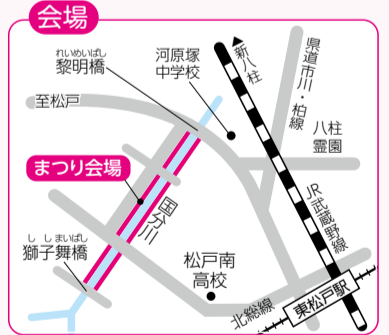 会場
れいめいばし
黎明橋
河原塚
中学校
▲新八柱
県道市川・柏線
至松戸
八柱
霊園
まつり会場
国分川
JR武蔵野線
ししまいばし
獅子舞橋
松戸南
高校
北総線
東松戸駅